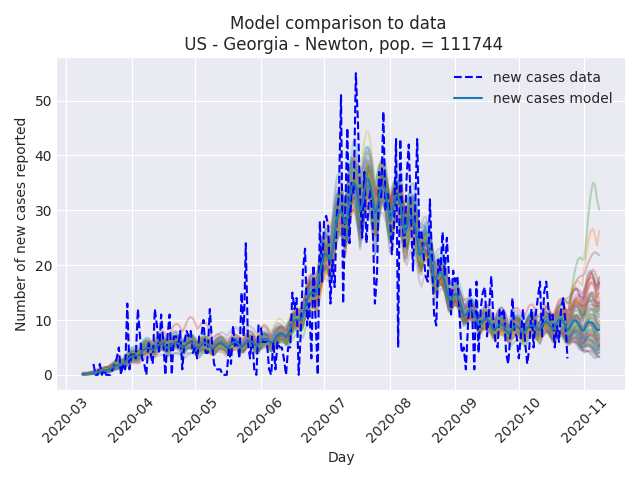 Model comparison to data
US - Georgia - Newton, pop. = 111744
new cases data
new cases model
Number of new cases reported
50
40
30
20
10
0
2020-03
2020-04
2020-05
2020-06
2020-07
2020-08
2020-09
2020-10
2020-11
Day